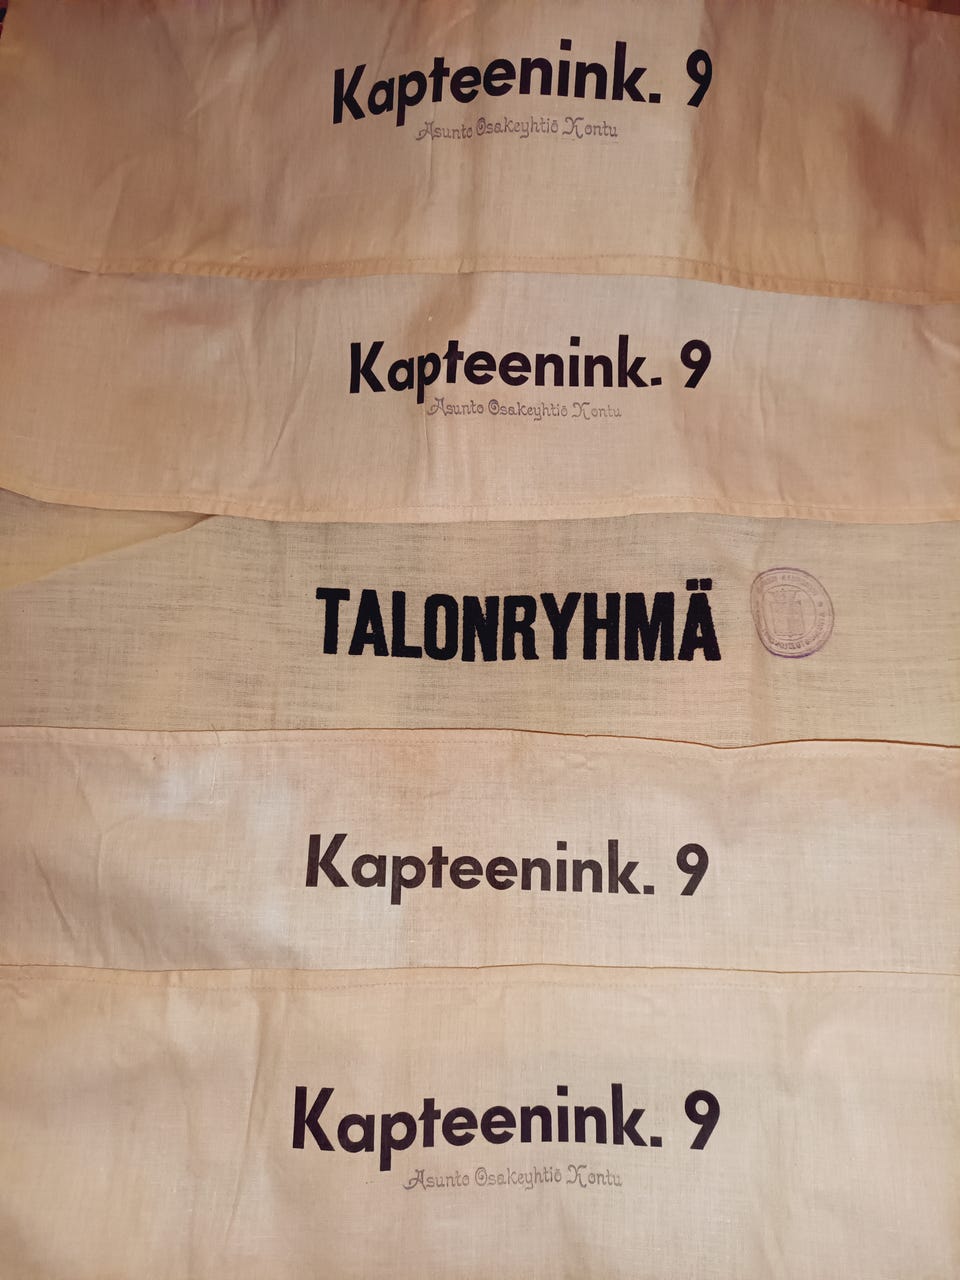 Kapteenink. 9
Asunto Osakeyhtiö Kontu
Kapteenink. 9
Asunto Osakeyhtiö Kontu
TALONRYHMÄ
Kapteenink. 9
Kapteenink. 9
Asunto Osakeyhtiö Kontu